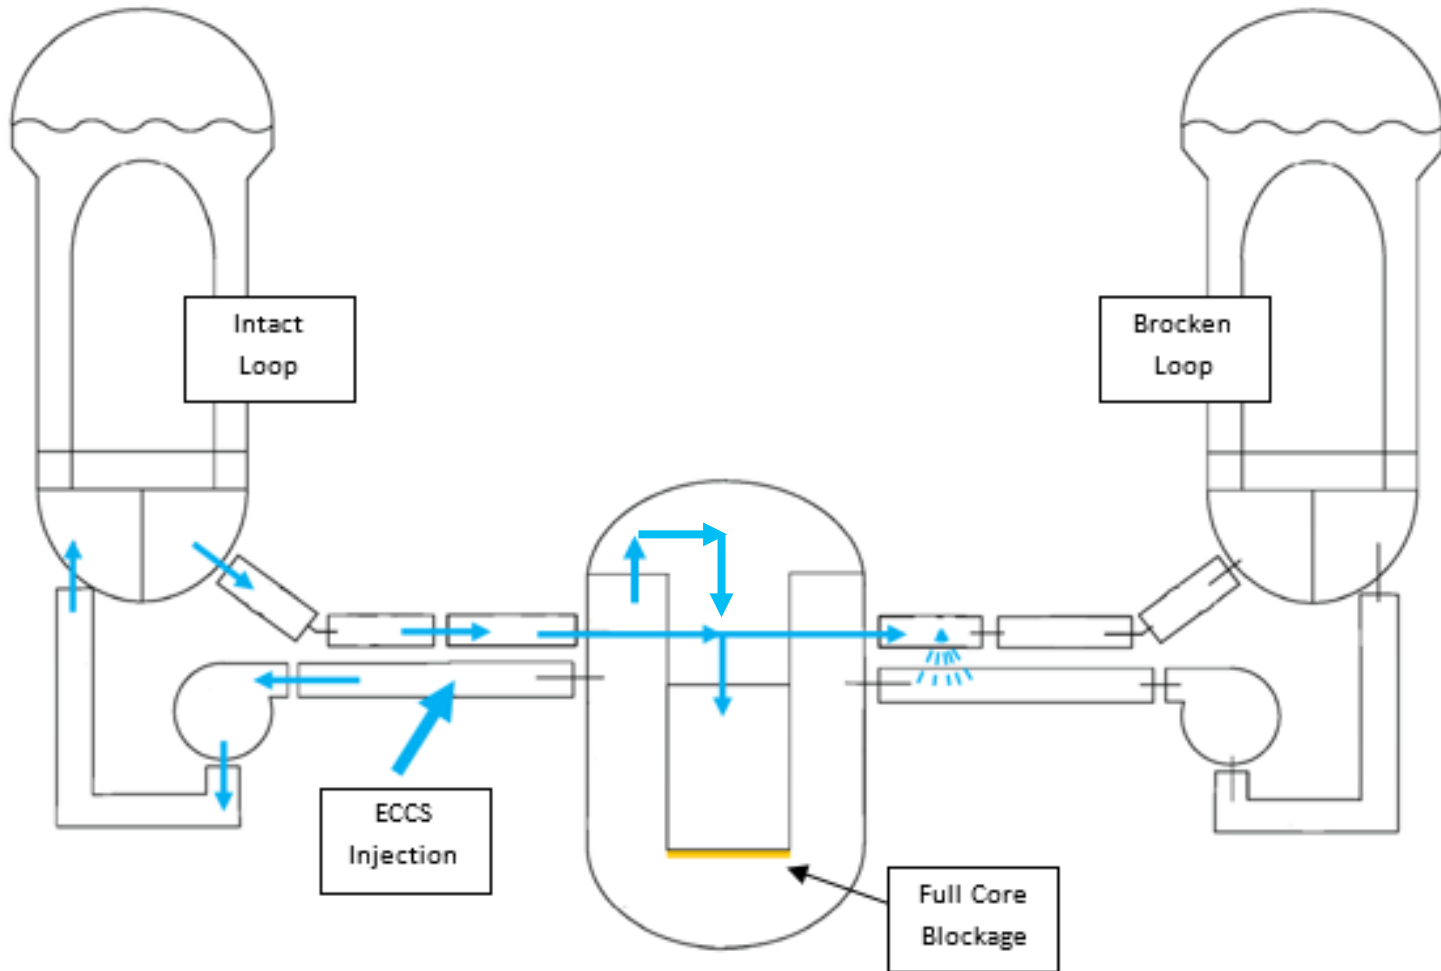 Intact
Loop
Brocken
Loop
ECCS
Injection
Full Core
Blockage